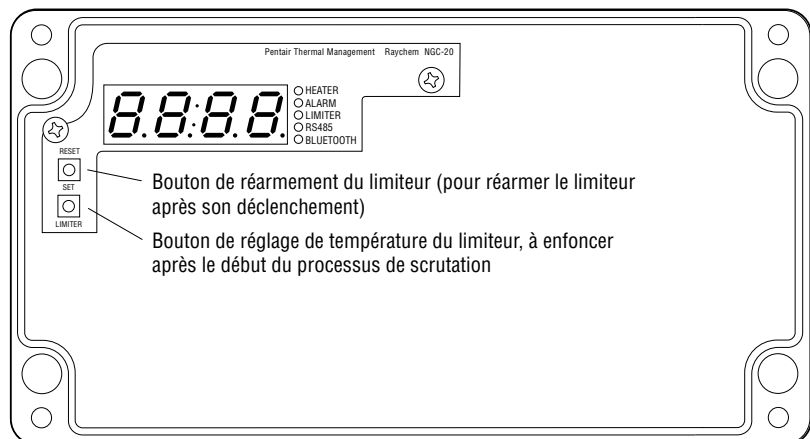 Pentair Thermal Management Raychem NGC-20
8.8:8.8.
HEATER
ALARM
LIMITER
RS485
BLUETOOTH
RESET
SET
LIMITER
Bouton de réarmement du limiteur (pour réarmer le limiteur
après son déclenchement)
Bouton de réglage de température du limiteur, à enfoncer
après le début du processus de scrutation